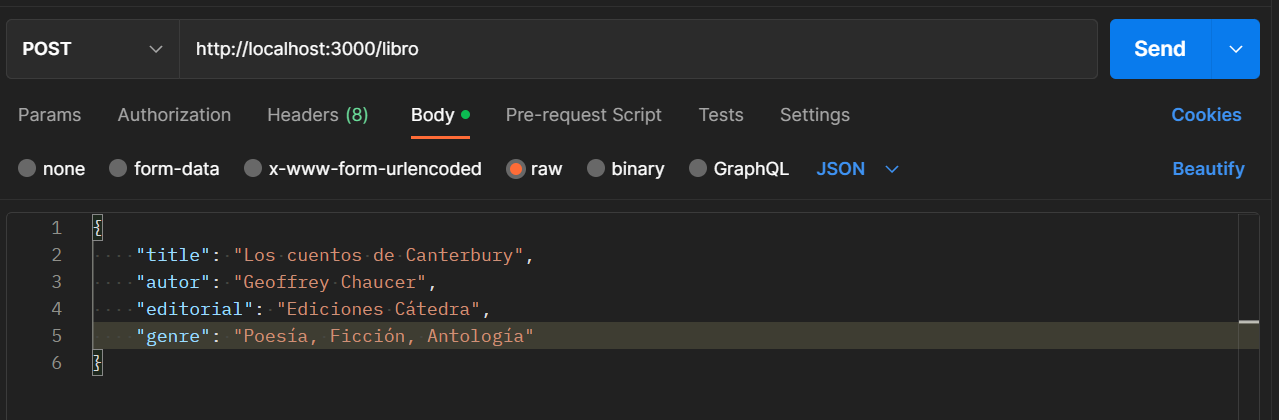 POST http://localhost:3000/libro Send
Params Authorization Headers (8) Body Pre-request Script Tests Settings Cookies
none form-data x-www-form-urlencoded raw binary GraphQL JSON Beautify
1 {
2 "title": "Los cuentos de Canterbury",
3 "autor": "Geoffrey Chaucer",
4 "editorial": "Ediciones Cátedra",
5 "genre": "Poesía, Ficción, Antología"
6 }